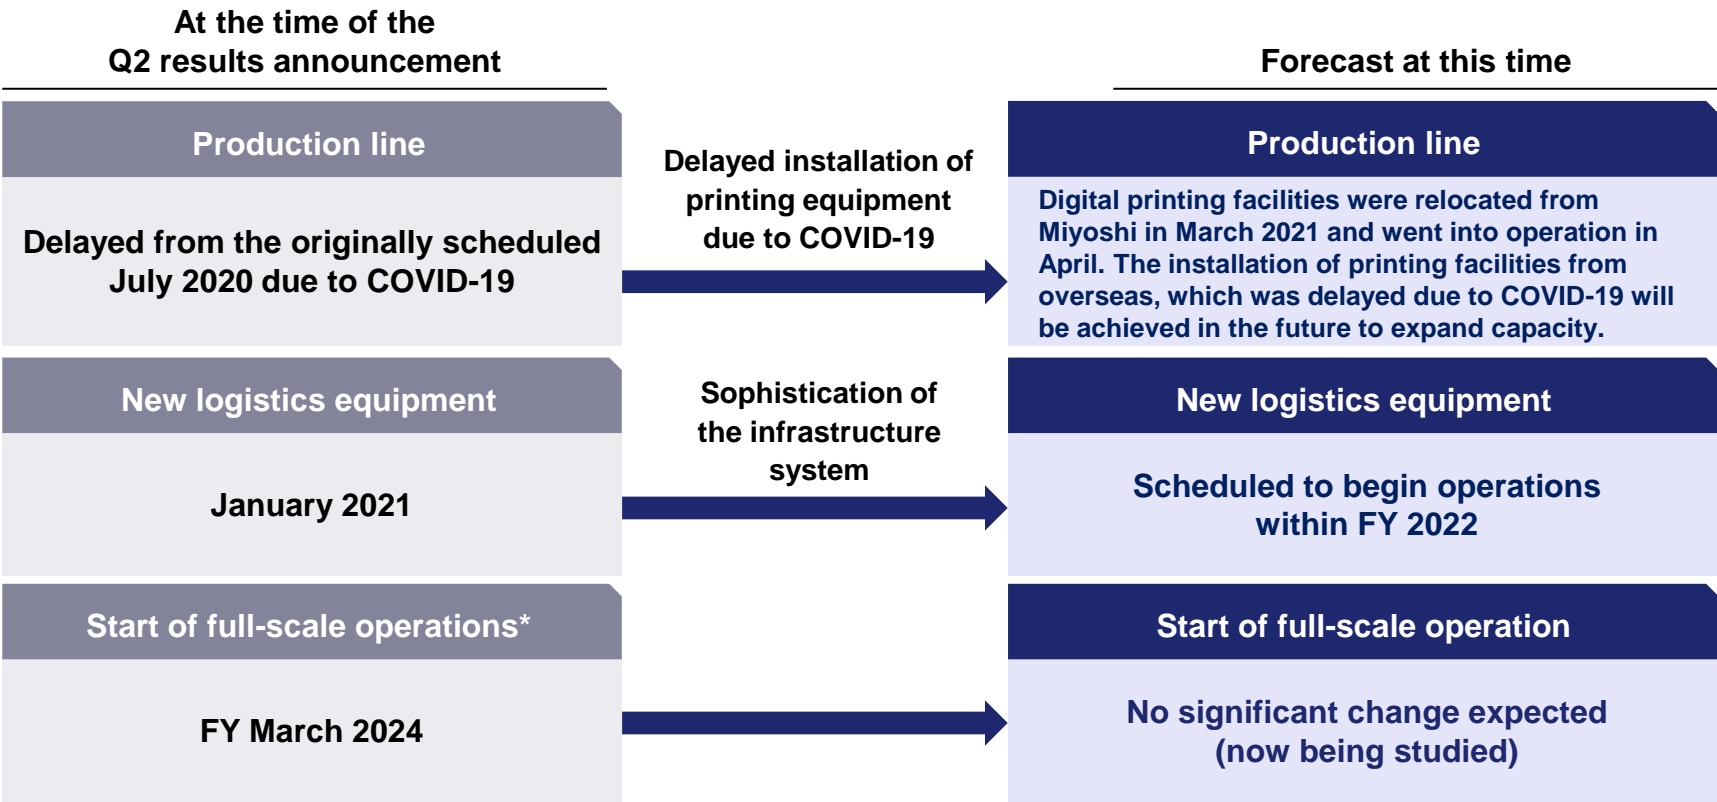 At the time of the
Q2 results announcement
Forecast at this time
Production line
Delayed from the originally scheduled
July 2020 due to COVID-19
Delayed installation of
printing equipment
due to COVID-19
Production line
Digital printing facilities were relocated from
Miyoshi in March 2021 and went into operation in
April. The installation of printing facilities from
overseas, which was delayed due to COVID-19 will
be achieved in the future to expand capacity.
New logistics equipment
January 2021
Sophistication of
the infrastructure
system
New logistics equipment
Scheduled to begin operations
within FY 2022
Start of full-scale operations*
FY March 2024
Start of full-scale operation
No significant change expected
(now being studied)